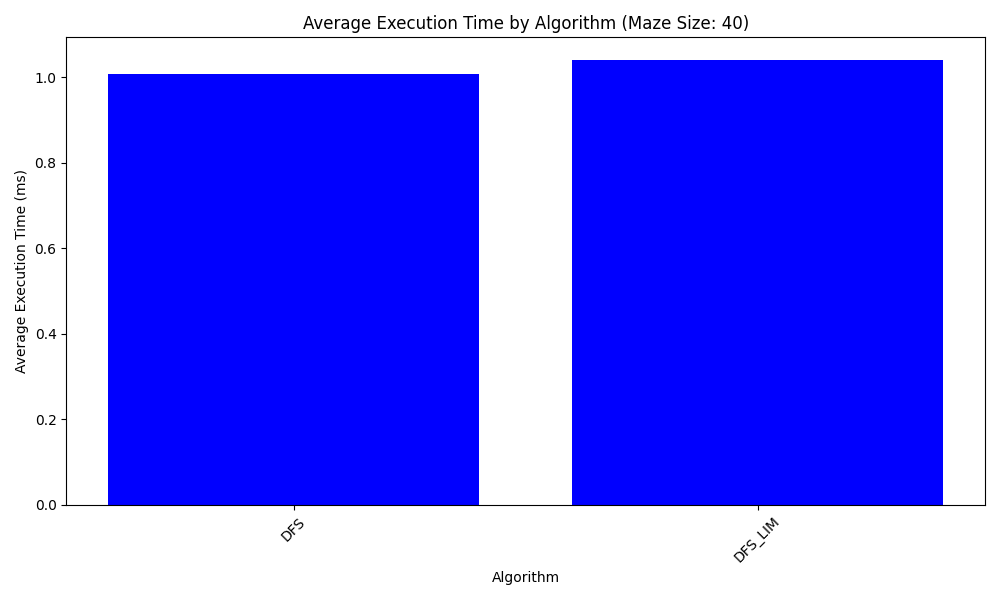 Average Execution Time by Algorithm (Maze Size: 40)
Average Execution Time (ms)
1.0
0.8
0.6
0.4
0.2
0.0
DFS
DFS_LIM
Algorithm